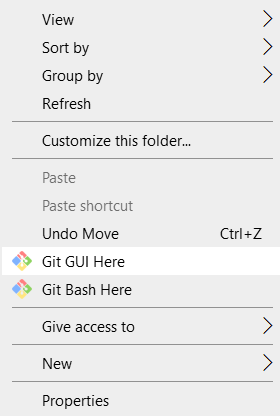 View
Sort by
Group by
Refresh
Customize this folder...
Paste
Paste shortcut
Undo Move Ctrl+Z
Git GUI Here
Git Bash Here
Give access to
New
Properties